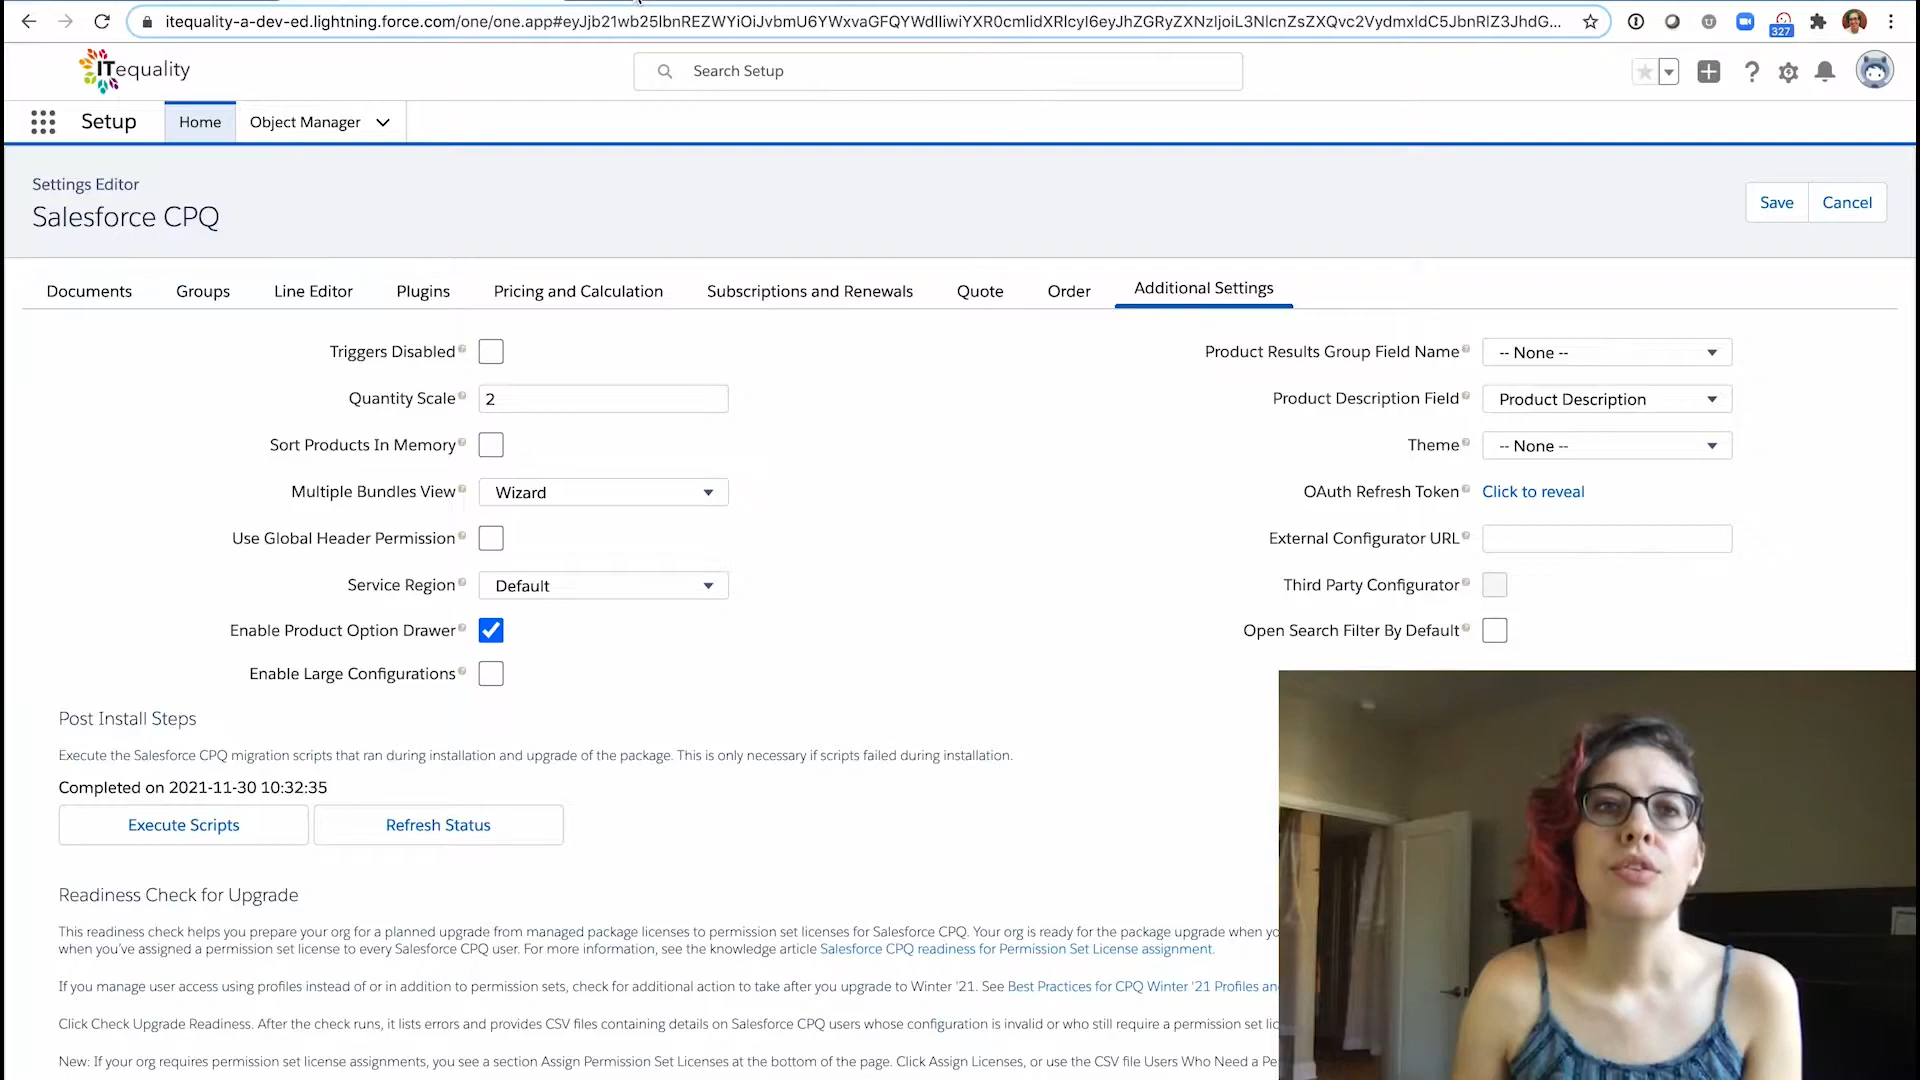 itequality-a-dev-ed.lightning.force.com/one/one.app#eyJjb21wb25lbnREZWYiOiJvbmU6YWxvaGFQYWdlIiwiYXR0cmlidXRlcyI6eyJhZGRyZXNzIjoiL3NlcnZsZXQvc2VydmxldC5JbnRlZ3JhdG...
327
ITequality
Search Setup
Setup
Home
Object Manager
Settings Editor
Salesforce CPQ
Save
Cancel
Documents
Groups
Line Editor
Plugins
Pricing and Calculation
Subscriptions and Renewals
Quote
Order
Additional Settings
Triggers Disabled
Quantity Scale 2
Sort Products In Memory
Multiple Bundles View Wizard
Use Global Header Permission
Service Region Default
Enable Product Option Drawer
Enable Large Configurations
Product Results Group Field Name -- None --
Product Description Field Product Description
Theme -- None --
OAuth Refresh Token Click to reveal
External Configurator URL
Third Party Configurator
Open Search Filter By Default
Post Install Steps
Execute the Salesforce CPQ migration scripts that ran during installation and upgrade of the package. This is only necessary if scripts failed during installation.
Completed on 2021-11-30 10:32:35
Execute Scripts
Refresh Status
Readiness Check for Upgrade
This readiness check helps you prepare your org for a planned upgrade from managed package licenses to permission set licenses for Salesforce CPQ. Your org is ready for the package upgrade when yo
when you've assigned a permission set license to every Salesforce CPQ user. For more information, see the knowledge article Salesforce CPQ readiness for Permission Set License assignment.
If you manage user access using profiles instead of or in addition to permission sets, check for additional action to take after you upgrade to Winter '21. See Best Practices for CPQ Winter '21 Profiles an
Click Check Upgrade Readiness. After the check runs, it lists errors and provides CSV files containing details on Salesforce CPQ users whose configuration is invalid or who still require a permission set lic
New: If your org requires permission set license assignments, you see a section Assign Permission Set Licenses at the bottom of the page. Click Assign Licenses, or use the CSV file Users Who Need a Pe